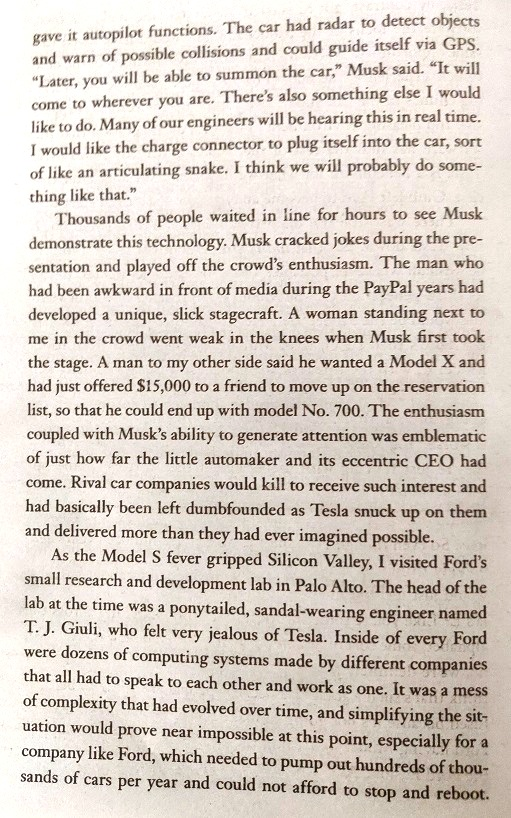 gave it autopilot functions. The car had radar to detect objects
and warn of possible collisions and could guide itself via GPS.
“Later, you will be able to summon the car,” Musk said. “It will
come to wherever you are. There’s also something else I would
like to do. Many of our engineers will be hearing this in real time.
I would like the charge connector to plug itself into the car, sort
of like an articulating snake. I think we will probably do some-
thing like that.”
Thousands of people waited in line for hours to see Musk
demonstrate this technology. Musk cracked jokes during the pre-
sentation and played off the crowd’s enthusiasm. The man who
had been awkward in front of media during the PayPal years had
developed a unique, slick stagecraft. A woman standing next to
me in the crowd went weak in the knees when Musk first took
the stage. A man to my other side said he wanted a Model X and
had just offered $15,000 to a friend to move up on the reservation
list, so that he could end up with model No. 700. The enthusiasm
coupled with Musk’s ability to generate attention was emblematic
of just how far the little automaker and its eccentric CEO had
come. Rival car companies would kill to receive such interest and
had basically been left dumbfounded as Tesla snuck up on them
and delivered more than they had ever imagined possible.
As the Model S fever gripped Silicon Valley, I visited Ford’s
small research and development lab in Palo Alto. The head of the
lab at the time was a ponytailed, sandal-wearing engineer named
T. J. Giuli, who felt very jealous of Tesla. Inside of every Ford
were dozens of computing systems made by different companies
that all had to speak to each other and work as one. It was a mess
of complexity that had evolved over time, and simplifying the sit-
uation would prove near impossible at this point, especially for a
company like Ford, which needed to pump out hundreds of thou-
sands of cars per year and could not afford to stop and reboot.